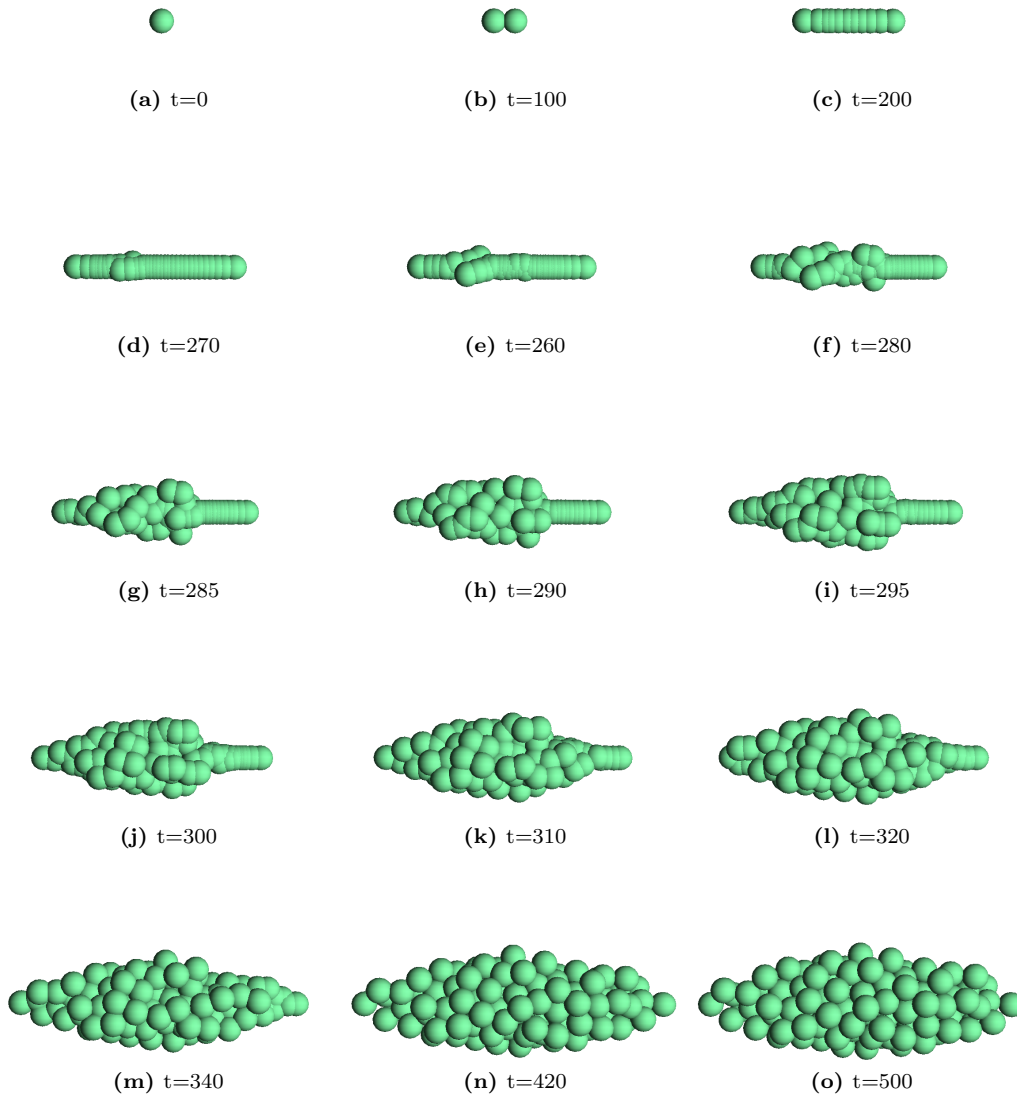 (a) t=0
(b) t=100
(c) t=200
(d) t=270
(e) t=260
(f) t=280
(g) t=285
(h) t=290
(i) t=295
(j) t=300
(k) t=310
(l) t=320
(m) t=340
(n) t=420
(o) t=500